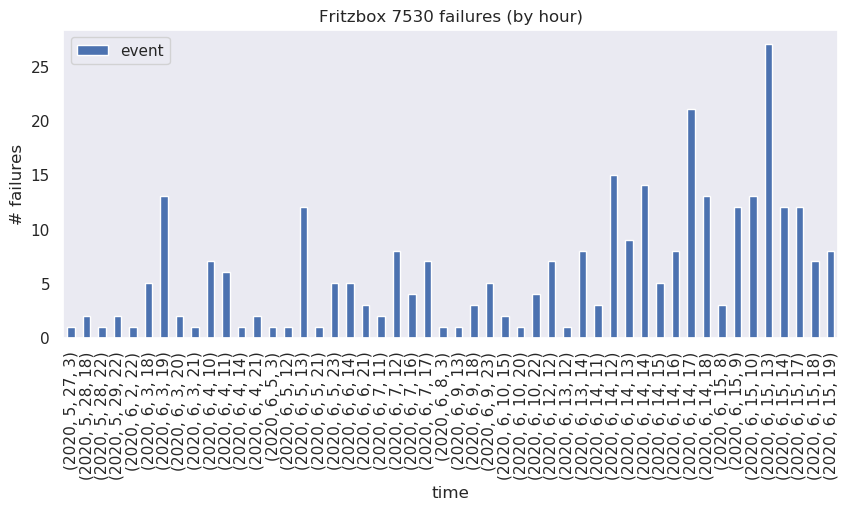 Fritzbox 7530 failures (by hour)
event
# failures
25
20
15
10
5
0
(2020, 5, 27, 3)
(2020, 5, 28, 18)
(2020, 5, 28, 22)
(2020, 5, 29, 22)
(2020, 6, 2, 22)
(2020, 6, 3, 18)
(2020, 6, 3, 19)
(2020, 6, 3, 20)
(2020, 6, 3, 21)
(2020, 6, 4, 10)
(2020, 6, 4, 11)
(2020, 6, 4, 14)
(2020, 6, 4, 21)
(2020, 6, 5, 3)
(2020, 6, 5, 12)
(2020, 6, 5, 13)
(2020, 6, 5, 21)
(2020, 6, 5, 23)
(2020, 6, 6, 14)
(2020, 6, 6, 21)
(2020, 6, 7, 11)
(2020, 6, 7, 12)
(2020, 6, 7, 16)
(2020, 6, 7, 17)
(2020, 6, 8, 3)
(2020, 6, 9, 13)
(2020, 6, 9, 18)
(2020, 6, 9, 23)
(2020, 6, 10, 15)
(2020, 6, 10, 20)
(2020, 6, 10, 22)
(2020, 6, 12, 12)
(2020, 6, 13, 12)
(2020, 6, 13, 14)
(2020, 6, 14, 11)
(2020, 6, 14, 12)
(2020, 6, 14, 13)
(2020, 6, 14, 14)
(2020, 6, 14, 15)
(2020, 6, 14, 16)
(2020, 6, 14, 17)
(2020, 6, 14, 18)
(2020, 6, 15, 8)
(2020, 6, 15, 9)
(2020, 6, 15, 10)
(2020, 6, 15, 13)
(2020, 6, 15, 14)
(2020, 6, 15, 17)
(2020, 6, 15, 18)
(2020, 6, 15, 19)
time